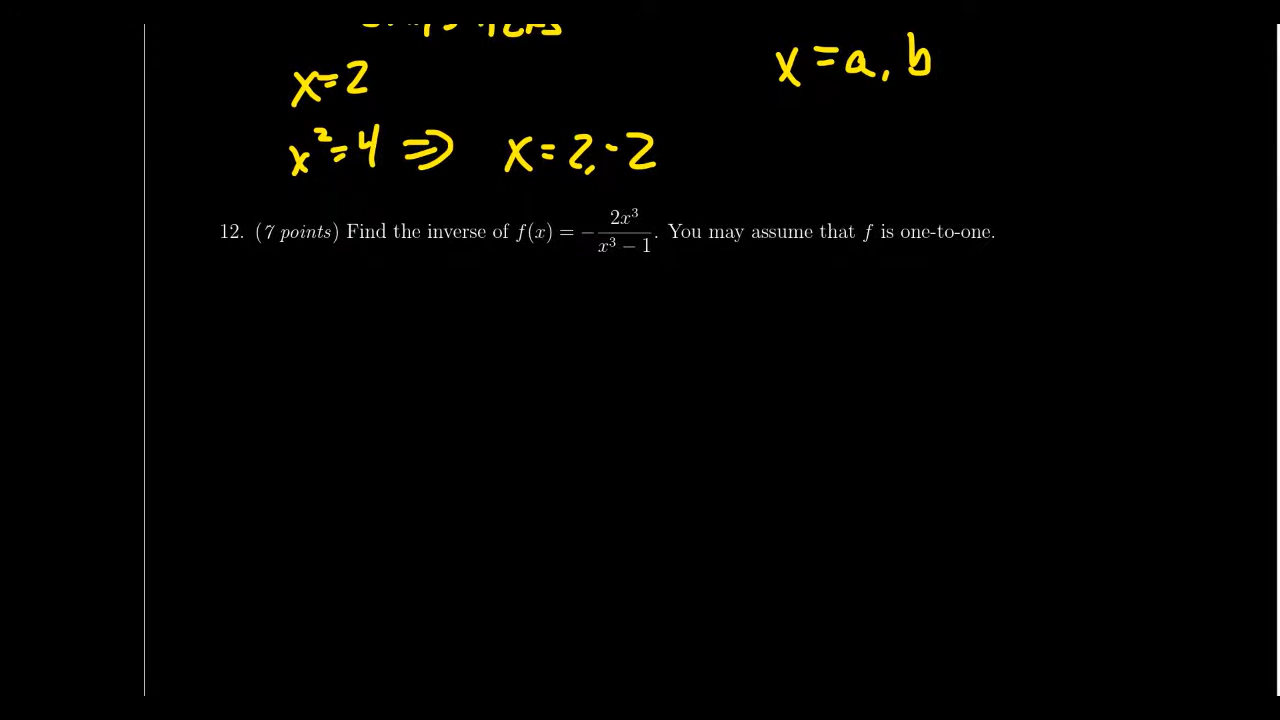 x=2
x = a, b
x²=4 ⇒ x = 2, -2
12. (7 points) Find the inverse of f(x) = −\frac{2x³}{x³ − 1}. You may assume that f is one-to-one.